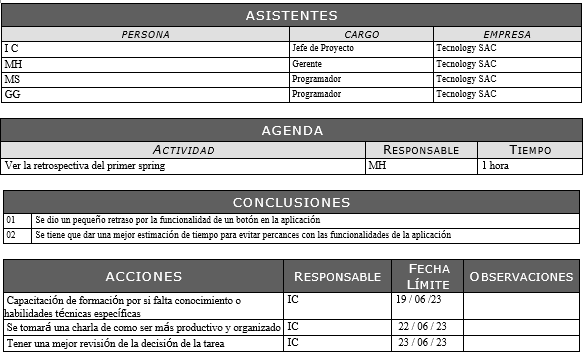 ASISTENTES
PERSONA CARGO EMPRESA
I C Jefe de Proyecto Tecnology SAC
MH Gerente Tecnology SAC
MS Programador Tecnology SAC
GG Programador Tecnology SAC
AGENDA
ACTIVIDAD RESPONSABLE TIEMPO
Ver la retrospectiva del primer spring MH 1 hora
CONCLUSIONES
01 Se dio un pequeño retraso por la funcionalidad de un botón en la aplicación
02 Se tiene que dar una mejor estimación de tiempo para evitar percances con las funcionalidades de la aplicación
ACCIONES RESPONSABLE FECHA LÍMITE OBSERVACIONES
Capacitación de formación por si falta conocimiento o IC 19 / 06 /23
habilidades técnicas específicas
Se tomará una charla de como ser más productivo y organizado IC 22 / 06 / 23
Tener una mejor revisión de la decisión de la tarea IC 23 / 06 / 23